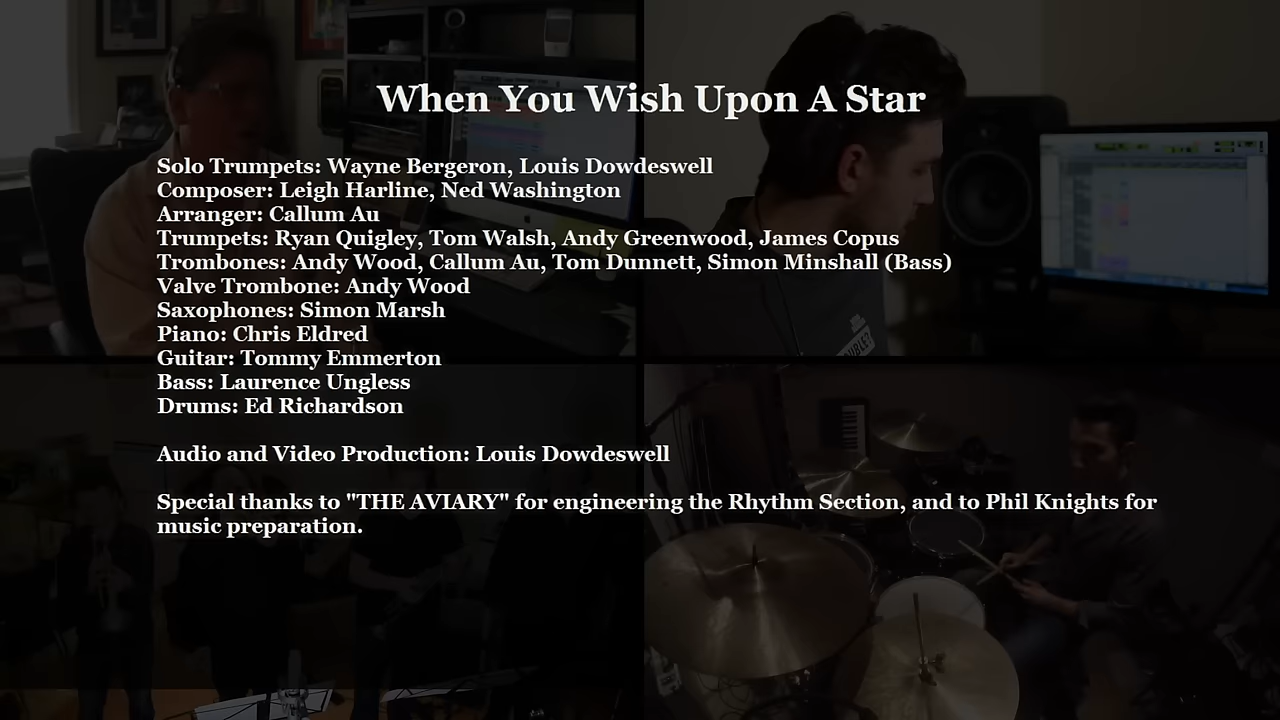 When You Wish Upon A Star
Solo Trumpets: Wayne Bergeron, Louis Dowdeswell
Composer: Leigh Harline, Ned Washington
Arranger: Callum Au
Trumpets: Ryan Quigley, Tom Walsh, Andy Greenwood, James Copus
Trombones: Andy Wood, Callum Au, Tom Dunnett, Simon Minshall (Bass)
Valve Trombone: Andy Wood
Saxophones: Simon Marsh
Piano: Chris Eldred
Guitar: Tommy Emmerton
Bass: Laurence Ungless
Drums: Ed Richardson
Audio and Video Production: Louis Dowdeswell
Special thanks to "THE AVIARY" for engineering the Rhythm Section, and to Phil Knights for
music preparation.